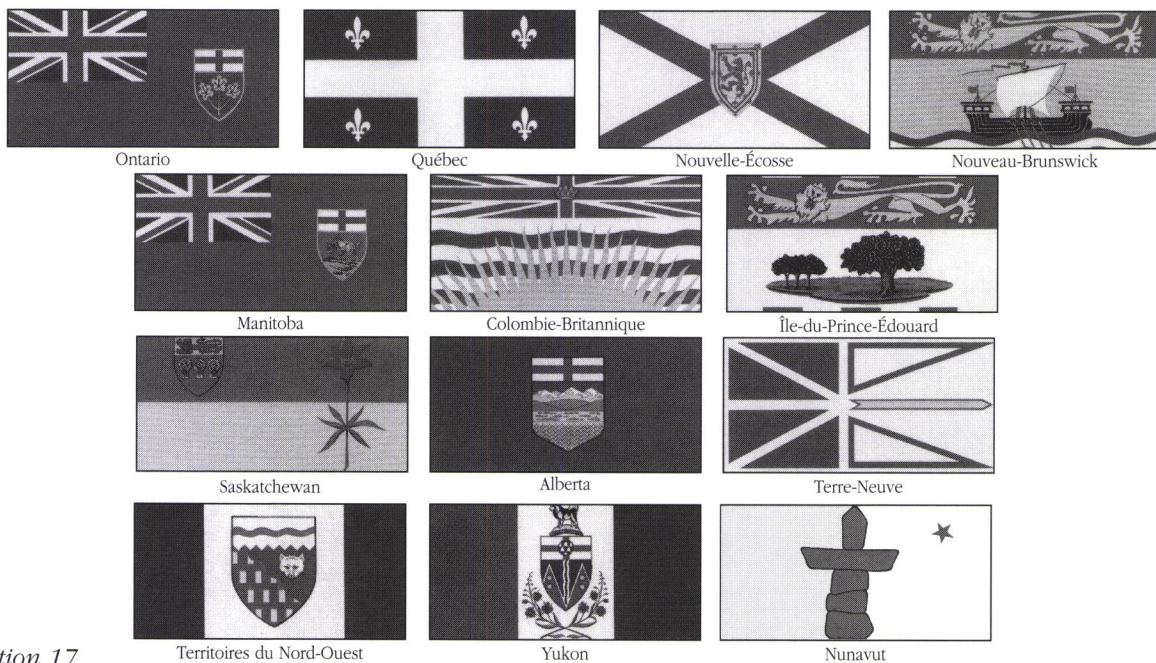 Ontario
Québec
Nouvelle-Écosse
Nouveau-Brunswick
Manitoba
Colombie-Britannique
Île-du-Prince-Édouard
Saskatchewan
Alberta
Terre-Neuve
Territoires du Nord-Ouest
Yukon
Nunavut
17